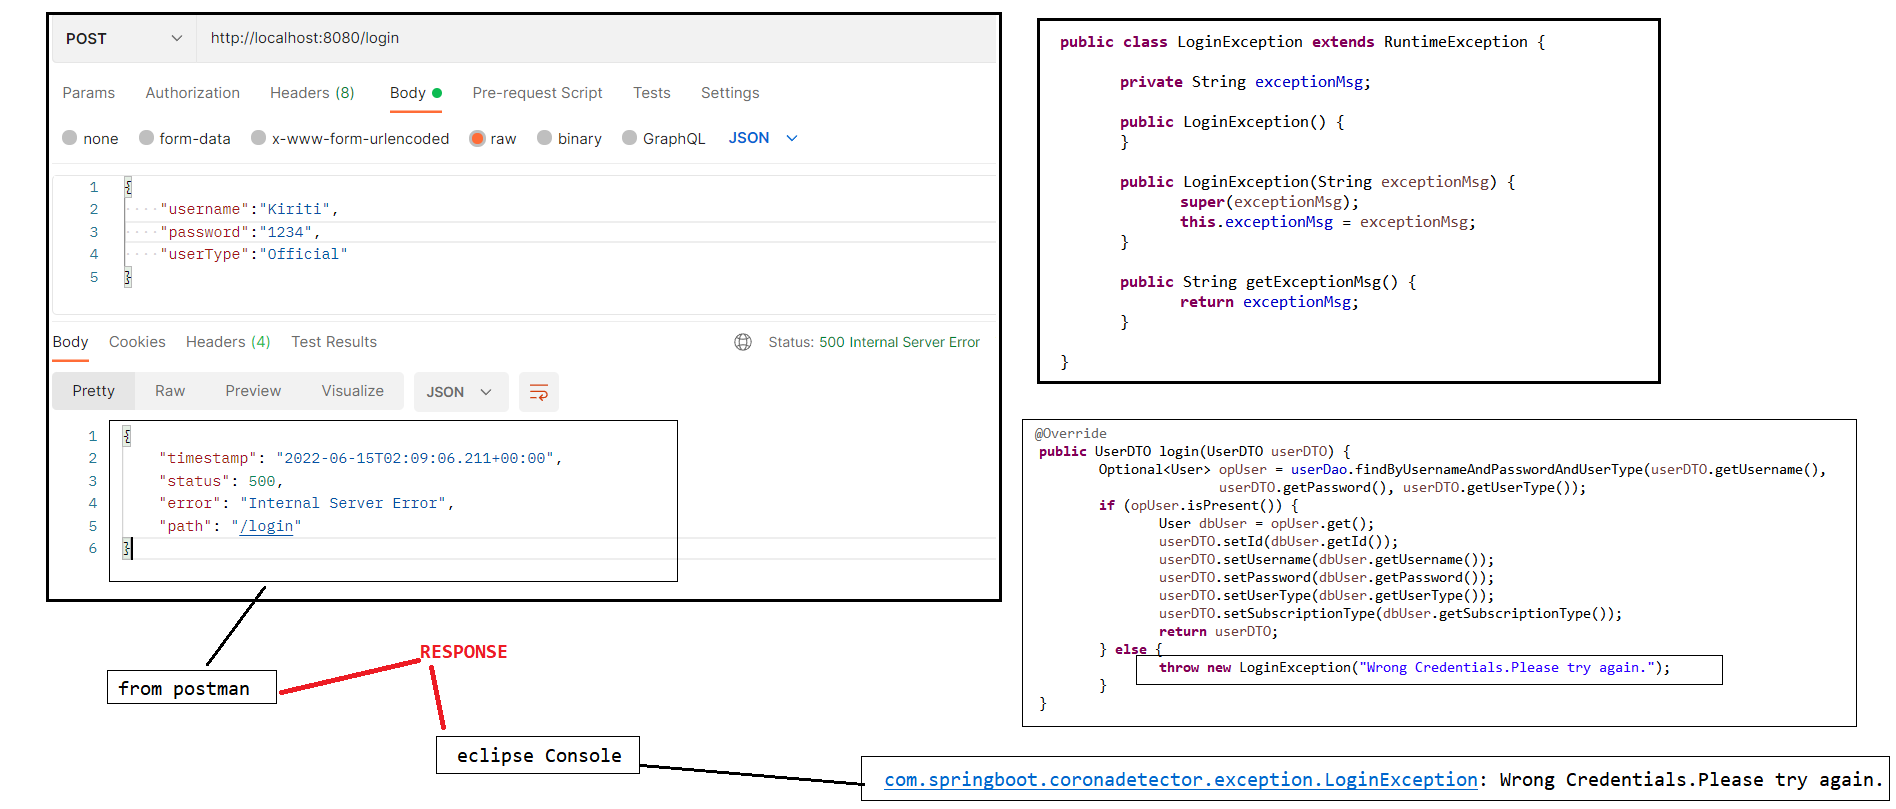 POST http://localhost:8080/login
Params Authorization Headers (8) Body Pre-request Script Tests Settings
none form-data x-www-form-urlencoded raw binary GraphQL JSON
1 {
2 "username":"Kiriti",
3 "password":"1234",
4 "userType":"Official"
5 }
Body Cookies Headers (4) Test Results Status: 500 Internal Server Error
Pretty Raw Preview Visualize JSON
1 {
2 "timestamp": "2022-06-15T02:09:06.211+00:00",
3 "status": 500,
4 "error": "Internal Server Error",
5 "path": "/login"
6 }
RESPONSE
from postman
eclipse Console
public class LoginException extends RuntimeException {
private String exceptionMsg;
public LoginException() {
}
public LoginException(String exceptionMsg) {
super(exceptionMsg);
this.exceptionMsg = exceptionMsg;
}
public String getExceptionMsg() {
return exceptionMsg;
}
}
@Override
public UserDTO login(UserDTO userDTO) {
Optional<User> opUser = userDao.findByUsernameAndPasswordAndUserType(userDTO.getUsername(),
userDTO.getPassword(), userDTO.getUserType());
if (opUser.isPresent()) {
User dbUser = opUser.get();
userDTO.setId(dbUser.getId());
userDTO.setUsername(dbUser.getUsername());
userDTO.setPassword(dbUser.getPassword());
userDTO.setUserType(dbUser.getUserType());
userDTO.setSubscriptionType(dbUser.getSubscriptionType());
return userDTO;
} else {
throw new LoginException("Wrong Credentials.Please try again.");
}
}
com.springboot.coronadetector.exception.LoginException: Wrong Credentials.Please try again.